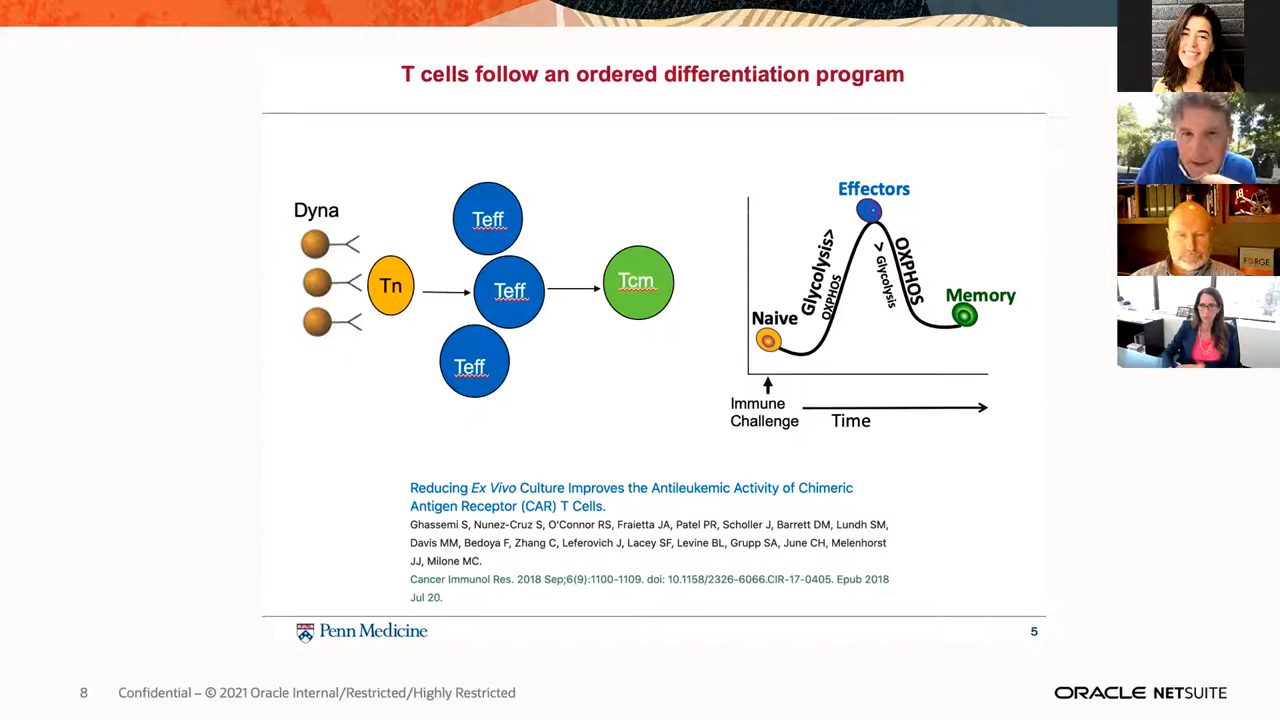 T cells follow an ordered differentiation program
Dyna
Tn
Teff
Teff
Teff
Tcm
Effectors
Glycolysis>
OXPHOS
OXPHOS
> Glycolysis
Naive
Memory
Immune
Challenge
Time
Reducing Ex Vivo Culture Improves the Antileukemic Activity of Chimeric
Antigen Receptor (CAR) T Cells.
Ghassemi S, Nunez-Cruz S, O'Connor RS, Fraietta JA, Patel PR, Scholler J, Barrett DM, Lundh SM,
Davis MM, Bedoya F, Zhang C, Leferovich J, Lacey SF, Levine BL, Grupp SA, June CH, Melenhorst
JJ, Milone MC.
Cancer Immunol Res. 2018 Sep;6(9):1100-1109. doi: 10.1158/2326-6066.CIR-17-0405. Epub 2018
Jul 20.
Penn Medicine
5
8
Confidential – © 2021 Oracle Internal/Restricted/Highly Restricted
ORACLE NETSUITE
FORGE